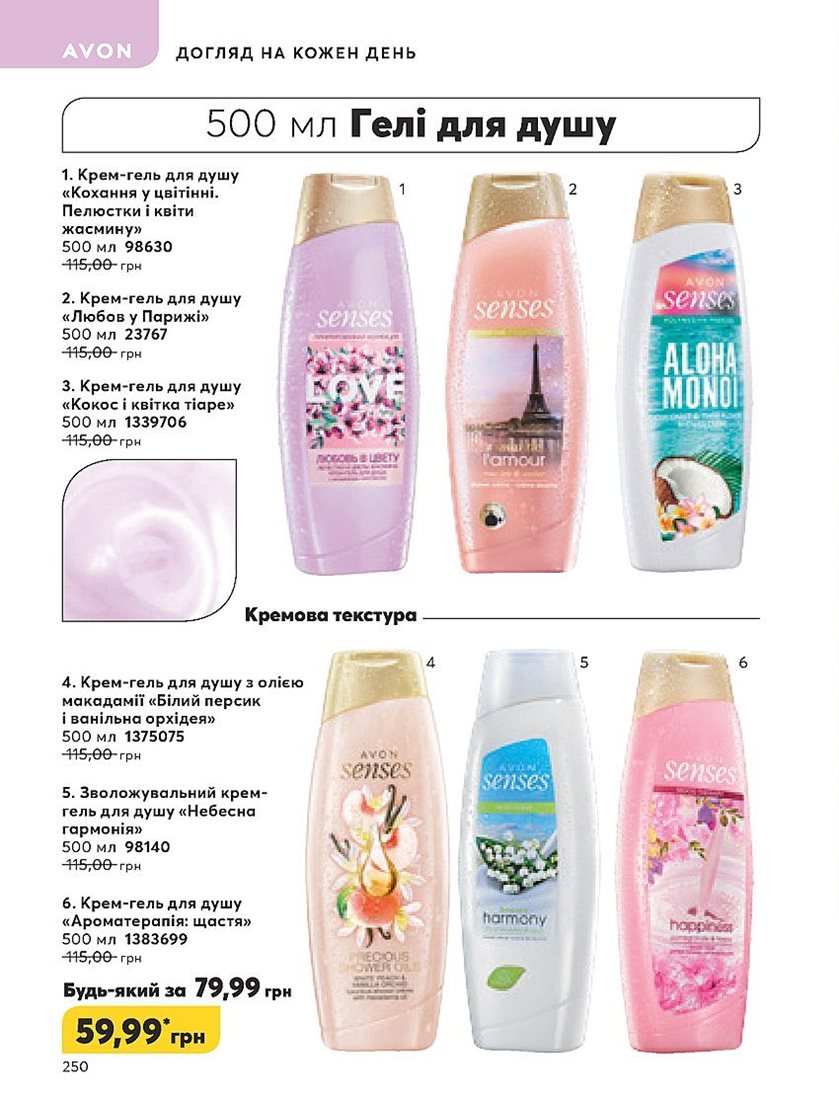 AVON
ДОГЛЯД НА КОЖЕН ДЕНЬ
500 мл Гелі для душу
1. Крем-гель для душу
«Кохання у цвітінні.
Пелюстки і квіти
жасмину»
500 мл 98630
115,00 грн
2. Крем-гель для душу
«Любов у Парижі»
500 мл 23767
115,00 грн
3. Крем-гель для душу
«Кокос і квітка тіаре»
500 мл 1339706
115,00 грн
1
AVON
senses
LOVE
ЛЮБОВЬ В ЦВЕТУ
2
AVON
senses
l'amour
3
AVON
senses
ALOHA
MONOI
Кремова текстура
4. Крем-гель для душу з олією
макадамії «Білий персик
і ванільна орхідея»
500 мл 1375075
115,00 грн
5. Зволожувальний крем-
гель для душу «Небесна
гармонія»
500 мл 98140
115,00 грн
6. Крем-гель для душу
«Ароматерапія: щастя»
500 мл 1383699
115,00 грн
Будь-який за 79,99 грн
59,99* грн
4
AVON
senses
PRECIOUS
SHOWER OILS
WHITE PEACH &
VANILLA ORCHID
5
AVON
senses
harmony
6
AVON
senses
happiness
250